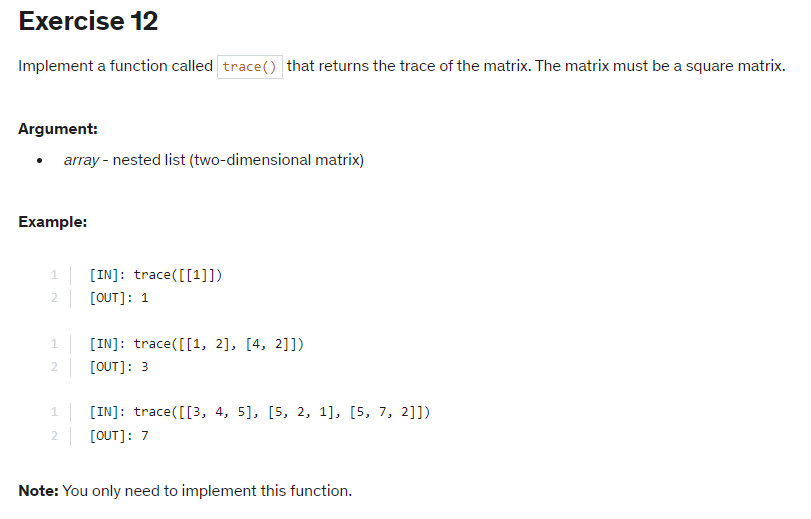 Exercise 12
Implement a function called trace() that returns the trace of the matrix. The matrix must be a square matrix.
Argument:
• array - nested list (two-dimensional matrix)
Example:
1 [IN]: trace([[1]])
2 [OUT]: 1
1 [IN]: trace([[1, 2], [4, 2]])
2 [OUT]: 3
1 [IN]: trace([[3, 4, 5], [5, 2, 1], [5, 7, 2]])
2 [OUT]: 7
Note: You only need to implement this function.